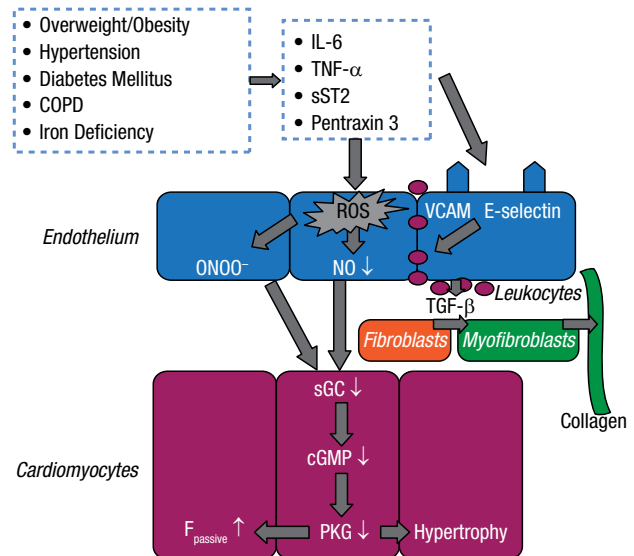 • Overweight/Obesity
• Hypertension
• Diabetes Mellitus
• COPD
• Iron Deficiency
• IL-6
• TNF-α
• sST2
• Pentraxin 3
ROS
VCAM E-selectin
Endothelium
ONOO⁻
NO ↓
Leukocytes
TGF-β
Fibroblasts
Myofibroblasts
Collagen
sGC ↓
cGMP ↓
Cardiomyocytes
F passive ↑
PKG ↓
Hypertrophy